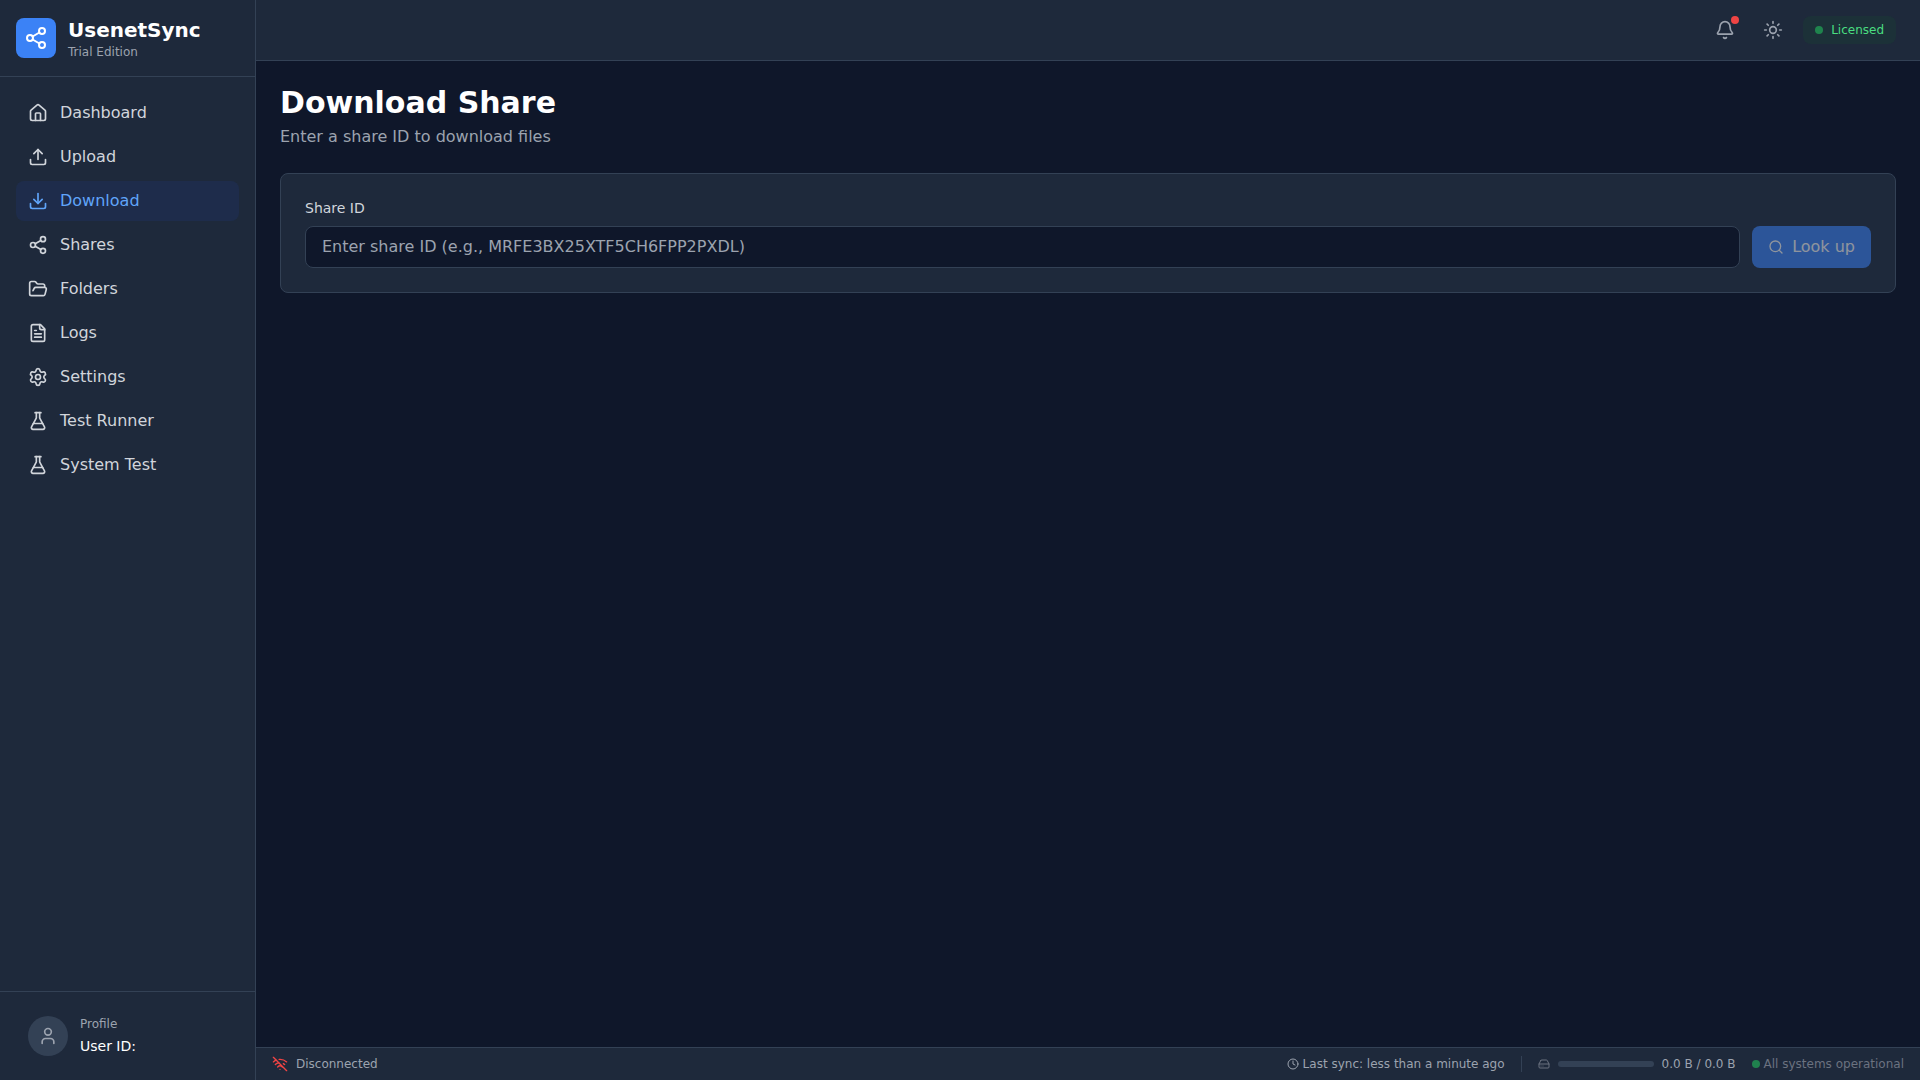 UsenetSync
Trial Edition
Licensed
Dashboard
Upload
Download
Shares
Folders
Logs
Settings
Test Runner
System Test
Download Share
Enter a share ID to download files
Share ID
Enter share ID (e.g., MRFE3BX25XTF5CH6FPP2PXDL)
Look up
Profile
User ID:
Disconnected
Last sync: less than a minute ago
0.0 B / 0.0 B
All systems operational